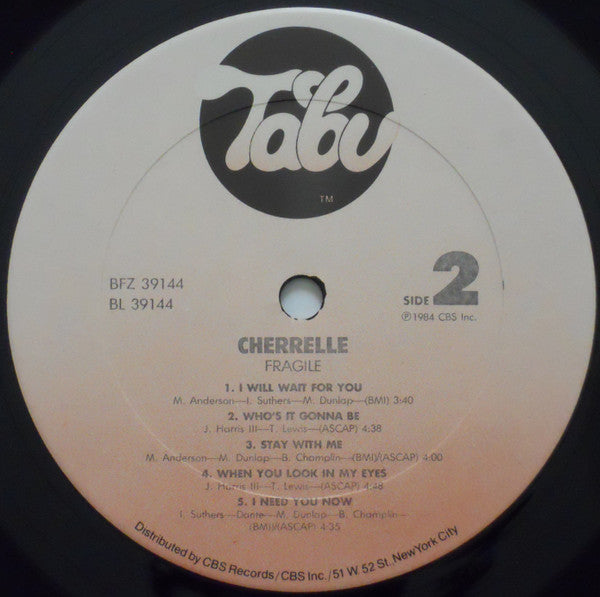 Tabu
TM
BFZ 39144
BL 39144
SIDE 2
℗1984 CBS Inc.
CHERRELLE
FRAGILE
1. I WILL WAIT FOR YOU
M. Anderson—I. Suthers—M. Dunlap—(BMI) 3:40
2. WHO'S IT GONNA BE
J. Harris III—T. Lewis—(ASCAP) 4:38
3. STAY WITH ME
M. Anderson—M. Dunlap—B. Champlin—(BMI)/(ASCAP) 4:00
4. WHEN YOU LOOK IN MY EYES
J. Harris III—T. Lewis—(ASCAP) 4:48
5. I NEED YOU NOW
I. Suthers—Dante—M. Dunlap—B. Champlin—
(BMI)/(ASCAP) 4:35
Distributed by CBS Records/CBS Inc./51 W 52 St. New York City